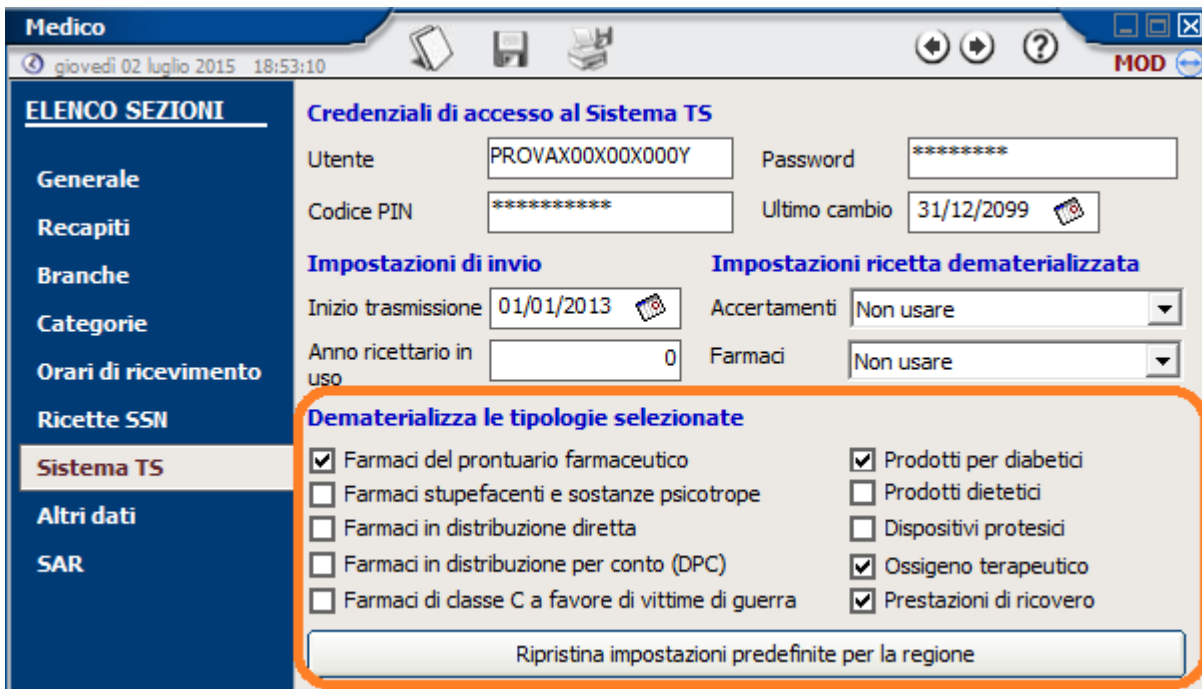 Medico
giovedì 02 luglio 2015 18:53:10
MOD
ELENCO SEZIONI
Generale
Recapiti
Branche
Categorie
Orari di ricevimento
Ricette SSN
Sistema TS
Altri dati
SAR
Credenziali di accesso al Sistema TS
Utente PROVAX00X00X000Y Password ********
Codice PIN ********** Ultimo cambio 31/12/2099
Impostazioni di invio Impostazioni ricetta dematerializzata
Inizio trasmissione 01/01/2013 Accertamenti Non usare
Anno ricettario in
uso 0 Farmaci Non usare
Dematerializza le tipologie selezionate
Farmaci del prontuario farmaceutico Prodotti per diabetici
Farmaci stupefacenti e sostanze psicotrope Prodotti dietetici
Farmaci in distribuzione diretta Dispositivi protesici
Farmaci in distribuzione per conto (DPC) Ossigeno terapeutico
Farmaci di classe C a favore di vittime di guerra Prestazioni di ricovero
Ripristina impostazioni predefinite per la regione